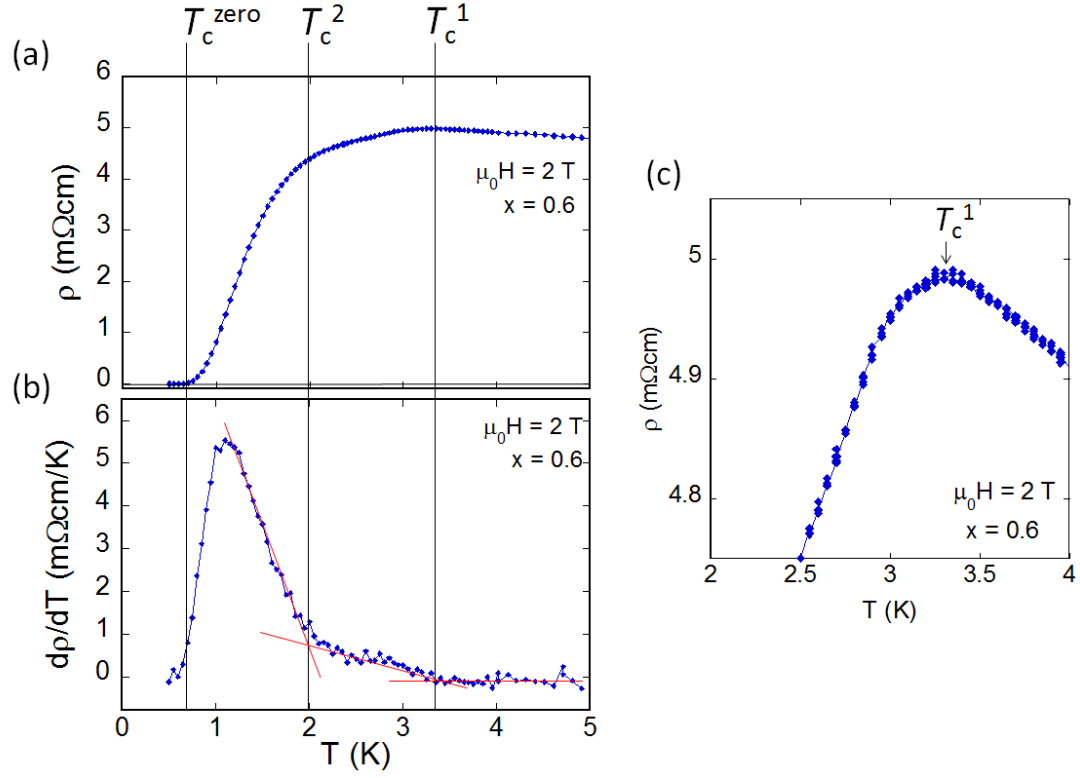 T_c^zero T_c^2 T_c^1
(a)
6
5
4
3
2
1
0
ρ (mΩcm)
μ₀H = 2 T
x = 0.6
(b)
6
5
4
3
2
1
0
dρ/dT (mΩcm/K)
μ₀H = 2 T
x = 0.6
0 1 2 3 4 5
T (K)
(c)
T_c^1
5
4.9
4.8
ρ (mΩcm)
μ₀H = 2 T
x = 0.6
2 2.5 3 3.5 4
T (K)